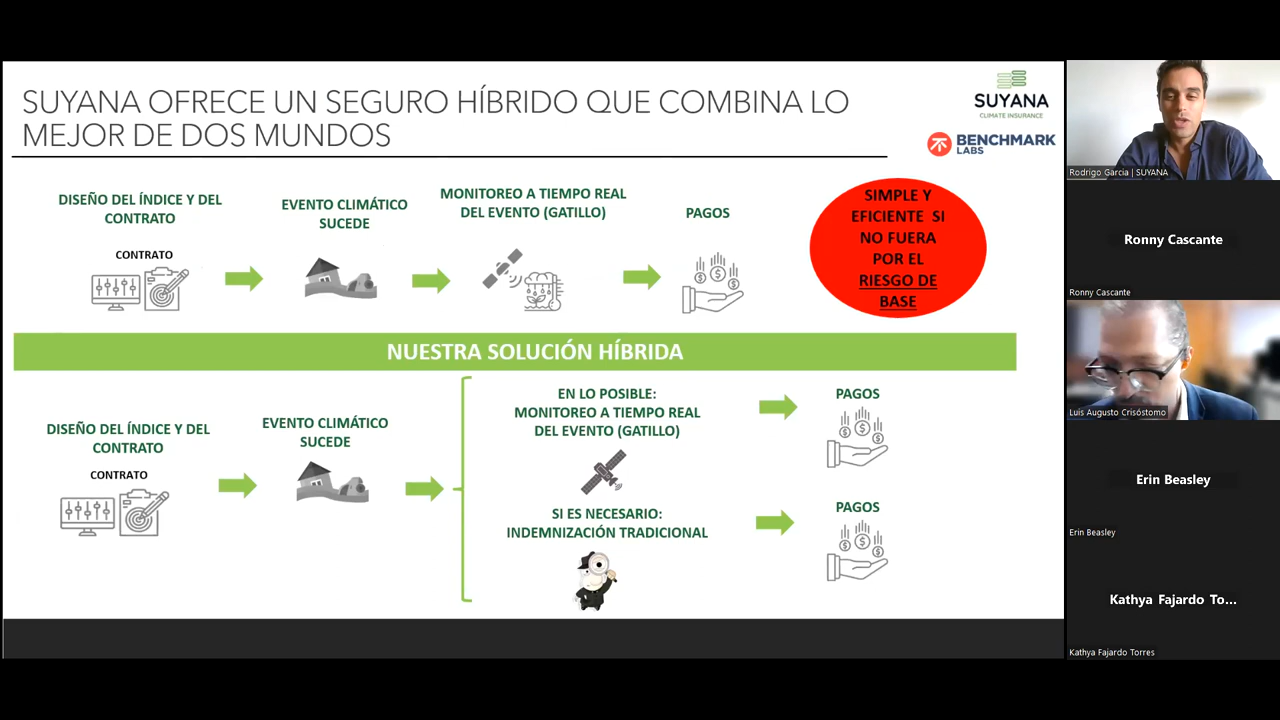 SUYANA OFRECE UN SEGURO HÍBRIDO QUE COMBINA LO
MEJOR DE DOS MUNDOS
SUYANA
CLIMATE INSURANCE
BENCHMARK
LABS
DISEÑO DEL ÍNDICE Y DEL
CONTRATO
CONTRATO
EVENTO CLIMÁTICO
SUCEDE
MONITOREO A TIEMPO REAL
DEL EVENTO (GATILLO)
PAGOS
SIMPLE Y
EFICIENTE SI
NO FUERA
POR EL
RIESGO DE
BASE
NUESTRA SOLUCIÓN HÍBRIDA
DISEÑO DEL ÍNDICE Y DEL
CONTRATO
CONTRATO
EVENTO CLIMÁTICO
SUCEDE
EN LO POSIBLE:
MONITOREO A TIEMPO REAL
DEL EVENTO (GATILLO)
PAGOS
SI ES NECESARIO:
INDEMNIZACIÓN TRADICIONAL
PAGOS
Rodrigo Garcia | SUYANA
Ronny Cascante
Ronny Cascante
Luis Augusto Crisóstomo
Erin Beasley
Erin Beasley
Kathya Fajardo To...
Kathya Fajardo Torres